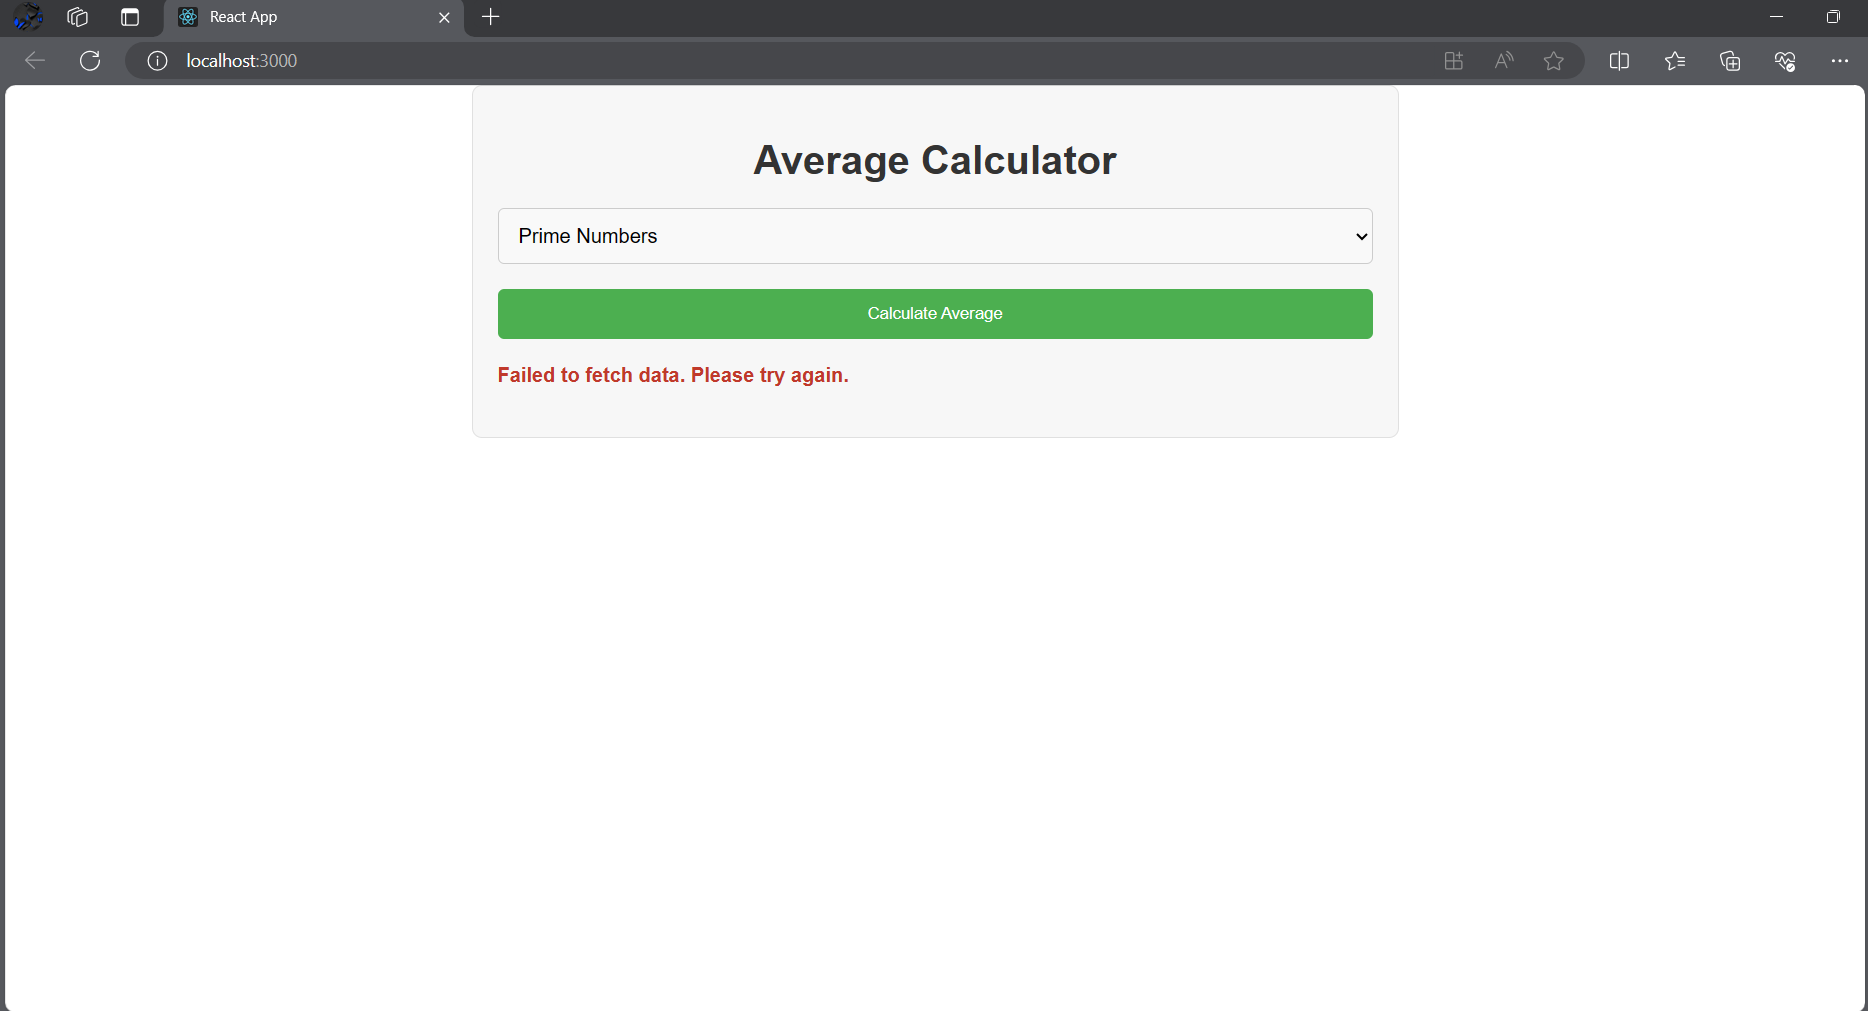 React App
localhost:3000
Average Calculator
Prime Numbers
Calculate Average
Failed to fetch data. Please try again.